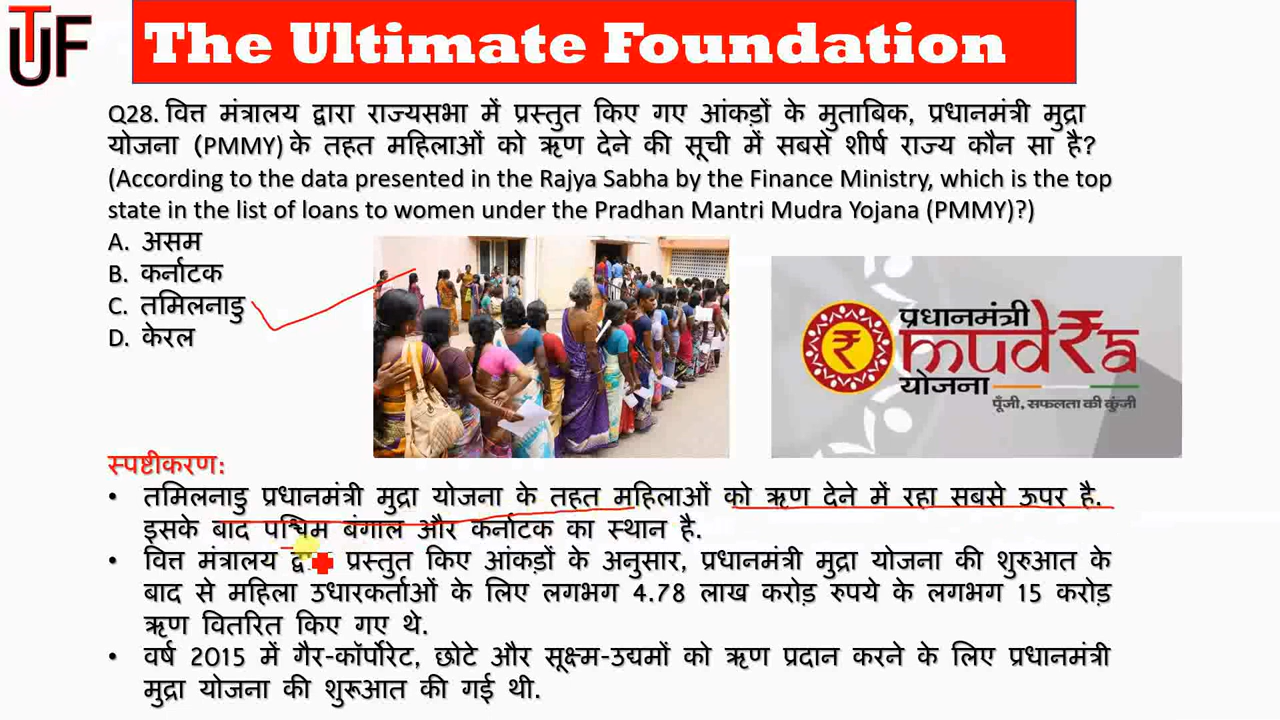 TUF
The Ultimate Foundation
Q28. वित्त मंत्रालय द्वारा राज्यसभा में प्रस्तुत किए गए आंकड़ों के मुताबिक, प्रधानमंत्री मुद्रा
योजना (PMMY) के तहत महिलाओं को ऋण देने की सूची में सबसे शीर्ष राज्य कौन सा है?
(According to the data presented in the Rajya Sabha by the Finance Ministry, which is the top
state in the list of loans to women under the Pradhan Mantri Mudra Yojana (PMMY)?)
A. असम
B. कर्नाटक
C. तमिलनाडु
D. केरल
प्रधानमंत्री
mudra
योजना
पूँजी, सफलता की कुंजी
स्पष्टीकरण:
• तमिलनाडु प्रधानमंत्री मुद्रा योजना के तहत महिलाओं को ऋण देने में रहा सबसे ऊपर है.
इसके बाद पश्चिम बंगाल और कर्नाटक का स्थान है.
• वित्त मंत्रालय प्रस्तुत किए आंकड़ों के अनुसार, प्रधानमंत्री मुद्रा योजना की शुरुआत के
बाद से महिला उधारकर्ताओं के लिए लगभग 4.78 लाख करोड़ रुपये के लगभग 15 करोड़
ऋण वितरित किए गए थे.
• वर्ष 2015 में गैर-कॉर्पोरेट, छोटे और सूक्ष्म-उद्यमों को ऋण प्रदान करने के लिए प्रधानमंत्री
मुद्रा योजना की शुरूआत की गई थी.